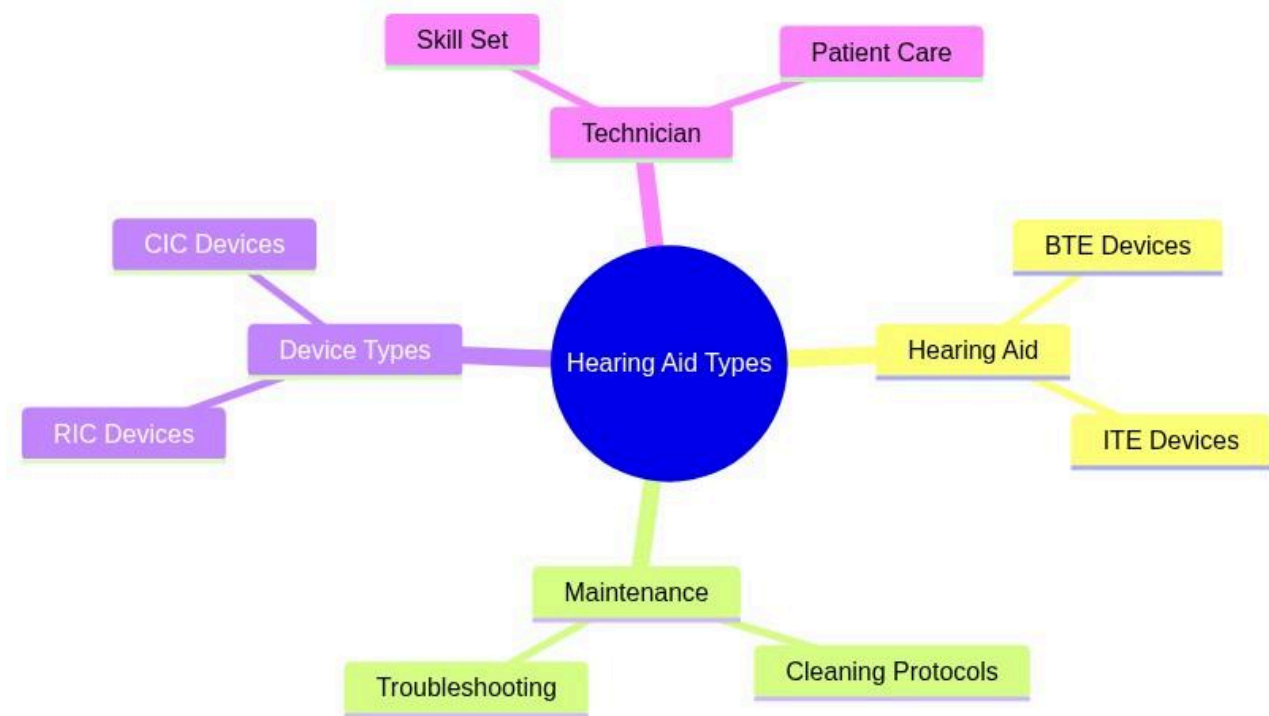 Skill Set
Patient Care
Technician
CIC Devices
BTE Devices
Device Types
Hearing Aid Types
Hearing Aid
RIC Devices
ITE Devices
Maintenance
Troubleshooting
Cleaning Protocols